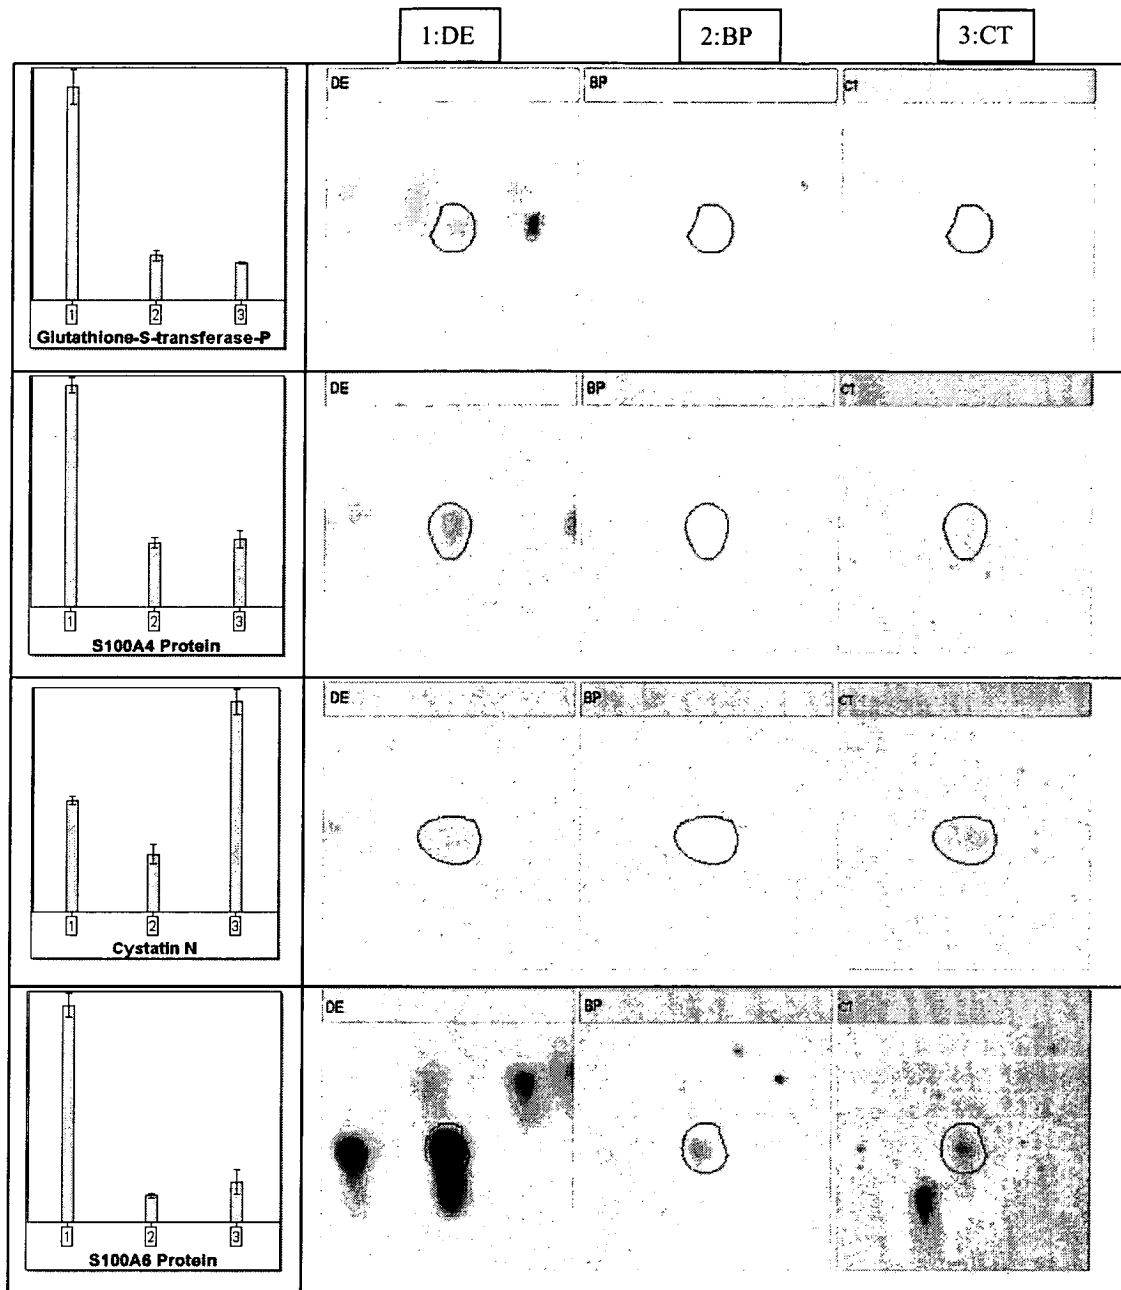 1:DE 2:BP 3:CT
DE BP CT
1 2 3
Glutathione-S-transferase-P
DE BP CT
1 2 3
S100A4 Protein
DE BP CT
1 2 3
Cystatin N
DE BP CT
1 2 3
S100A6 Protein